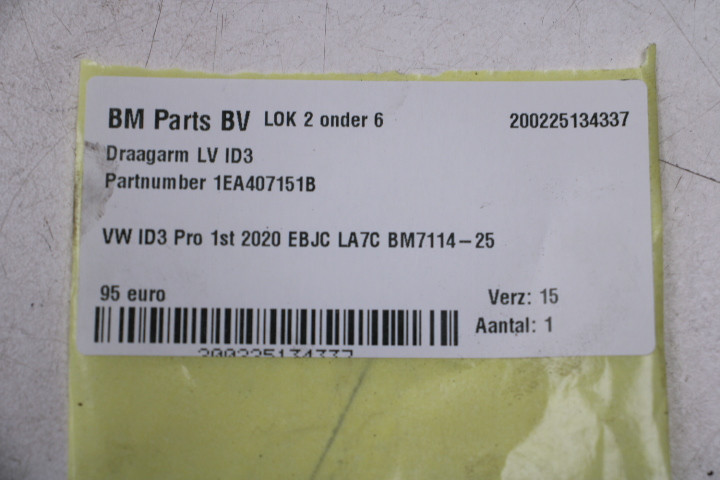 BM Parts BV LOK 2 onder 6 200225134337
Draagarm LV ID3
Partnumber 1EA407151B
VW ID3 Pro 1st 2020 EBJC LA7C BM7114-25
95 euro Verz: 15
Aantal: 1
200225134337